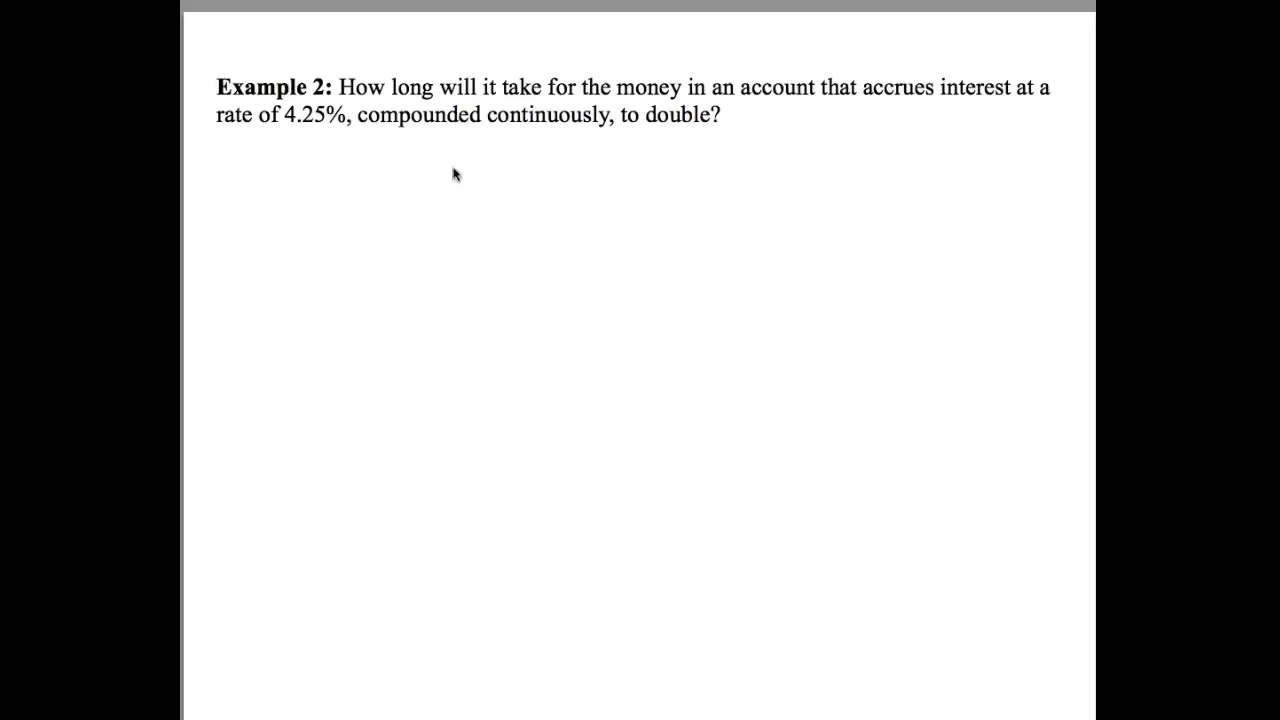 Example 2: How long will it take for the money in an account that accrues interest at a
rate of 4.25%, compounded continuously, to double?